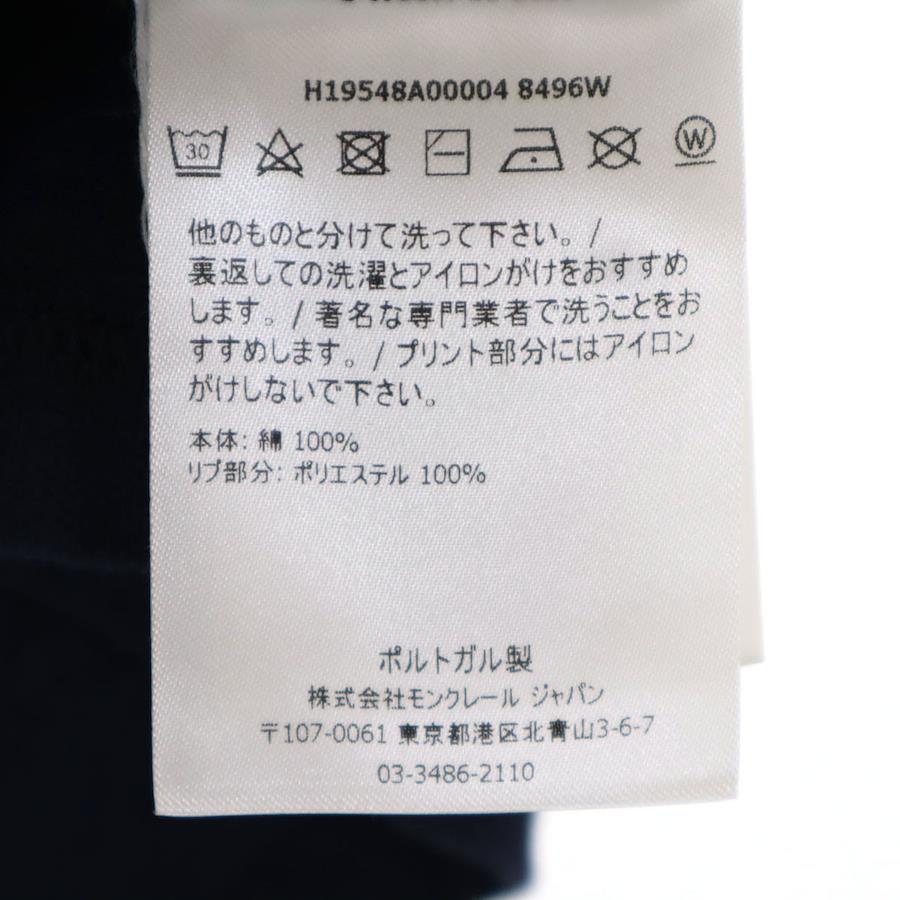 H19548A00004 8496W
30
W
他のものと分けて洗って下さい。/
裏返しての洗濯とアイロンがけをおすすめ
します。/ 著名な専門業者で洗うことをお
すすめします。/ プリント部分にはアイロン
がけしないで下さい。
本体: 綿 100%
リブ部分: ポリエステル 100%
ポルトガル製
株式会社モンクレール ジャパン
〒107-0061 東京都港区北青山3-6-7
03-3486-2110